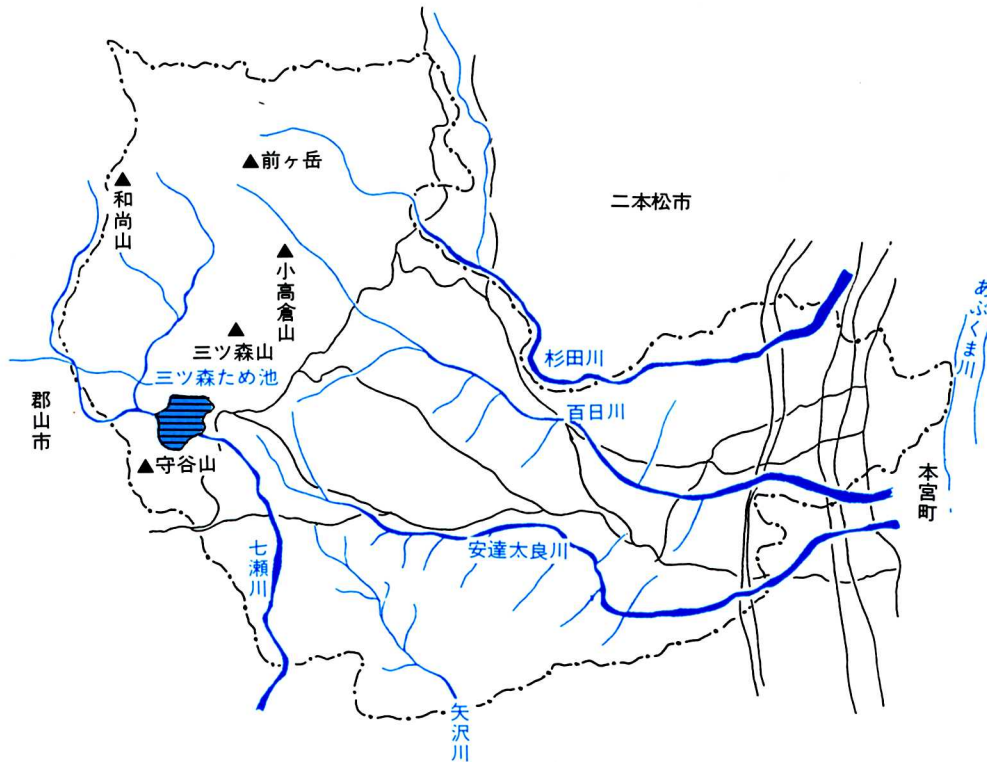 前ヶ岳
和尚山
二本松市
小高倉山
あぶくま川
三ツ森山
三ツ森ため池
杉田川
郡山市
百日川
守谷山
本宮町
七瀬川
安達太良川
矢沢川